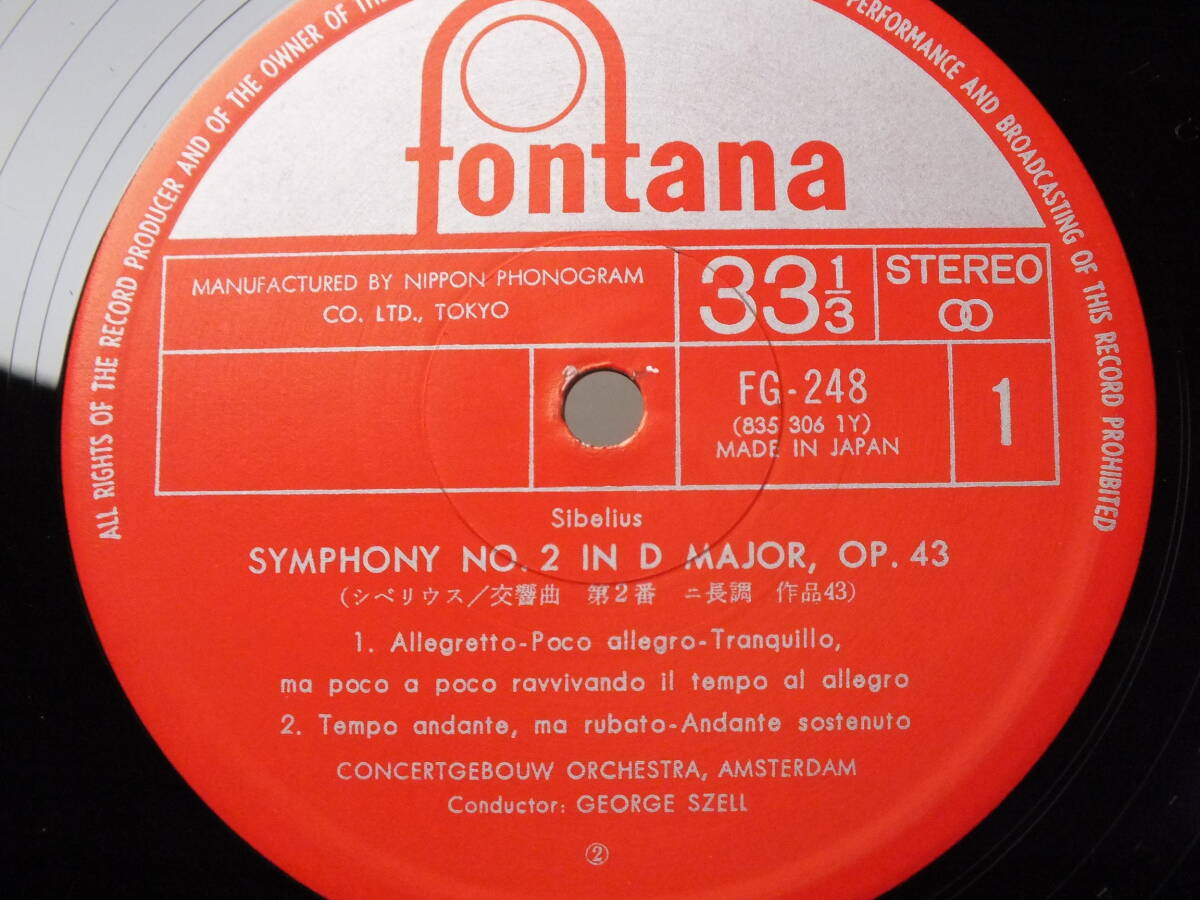 ALL RIGHTS OF THE RECORD PRODUCER AND OF THE OWNER OF THE
PERFORMANCE AND BROADCASTING OF THIS RECORD PROHIBITED
fontana
MANUFACTURED BY NIPPON PHONOGRAM
CO. LTD., TOKYO
33 1/3
STEREO
FG-248
(835 306 1Y)
MADE IN JAPAN
1
Sibelius
SYMPHONY NO. 2 IN D MAJOR, OP. 43
(シベリウス/交響曲 第2番 ニ長調 作品43)
1. Allegretto-Poco allegro-Tranquillo,
ma poco a poco ravvivando il tempo al allegro
2. Tempo andante, ma rubato-Andante sostenuto
CONCERTGEBOUW ORCHESTRA, AMSTERDAM
Conductor: GEORGE SZELL
②